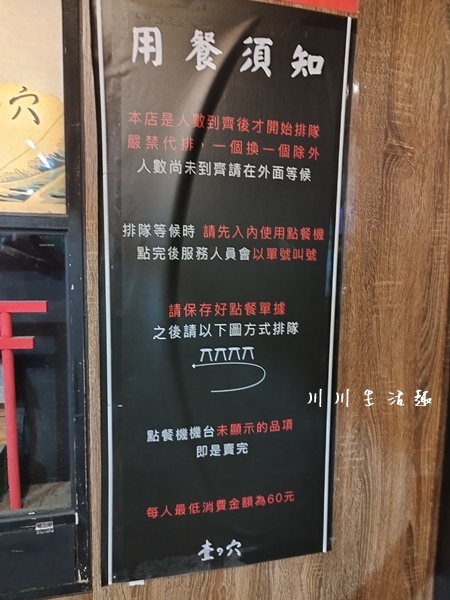 用餐須知
穴
本店是人數到齊後才開始排隊
嚴禁代排，一個換一個除外
人數尚未到齊請在外面等候
排隊等候時 請先入內使用點餐機
點完後服務人員會以單號叫號
請保存好點餐單據
之後請以下圖方式排隊
川川生活趣
點餐機機台未顯示的品項
即是賣完
每人最低消費金額為60元
壹の穴